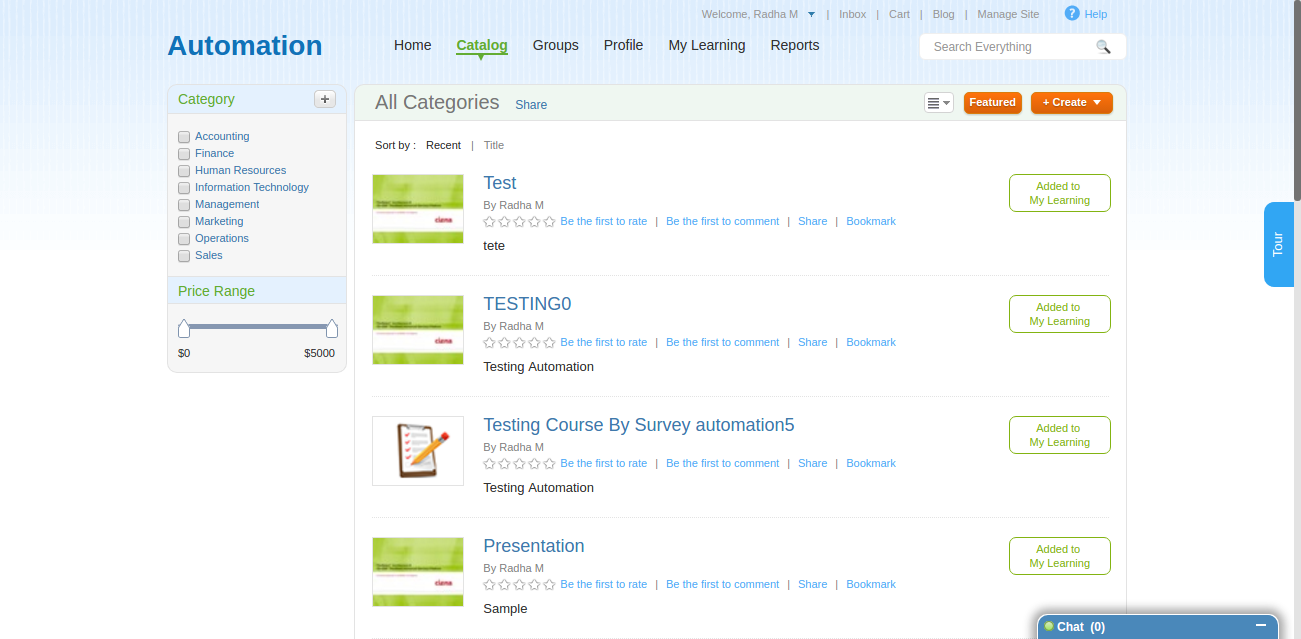 Welcome, Radha M | Inbox | Cart | Blog | Manage Site ? Help
Automation
Home Catalog Groups Profile My Learning Reports
Search Everything
Category +
Accounting
Finance
Human Resources
Information Technology
Management
Marketing
Operations
Sales
Price Range
$0 $5000
All Categories Share
Featured
+ Create
Sort by : Recent | Title
Test
By Radha M
Be the first to rate | Be the first to comment | Share | Bookmark
tete
Added to
My Learning
TESTING0
By Radha M
Be the first to rate | Be the first to comment | Share | Bookmark
Testing Automation
Added to
My Learning
Testing Course By Survey automation5
By Radha M
Be the first to rate | Be the first to comment | Share | Bookmark
Testing Automation
Added to
My Learning
Presentation
By Radha M
Be the first to rate | Be the first to comment | Share | Bookmark
Sample
Added to
My Learning
Tour
Chat (0)